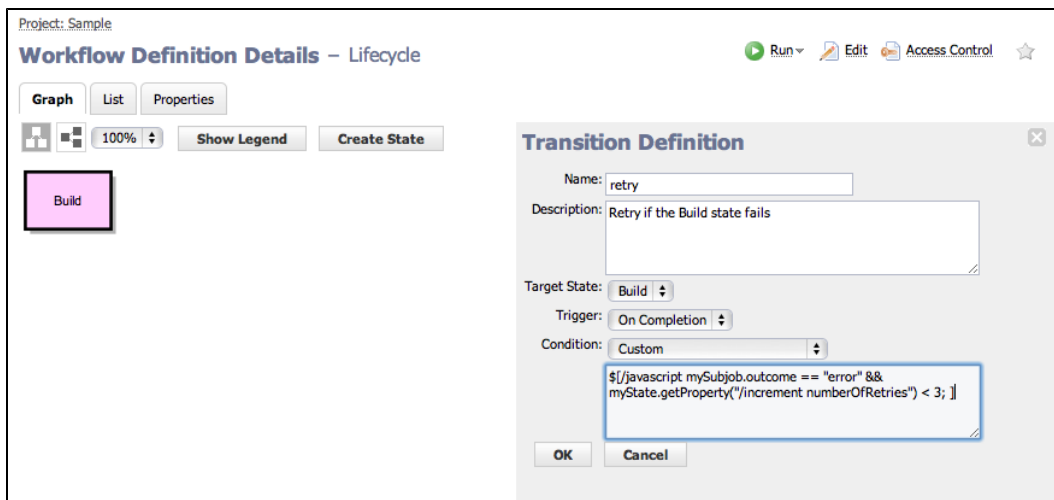 Project: Sample
Workflow Definition Details – Lifecycle
Run
Edit
Access Control
Graph
List
Properties
100%
Show Legend
Create State
Build
Transition Definition
Name: retry
Description: Retry if the Build state fails
Target State: Build
Trigger: On Completion
Condition: Custom
$[/javascript mySubjob.outcome == "error" &&
myState.getProperty("/increment numberOfRetries") < 3; ]
OK
Cancel